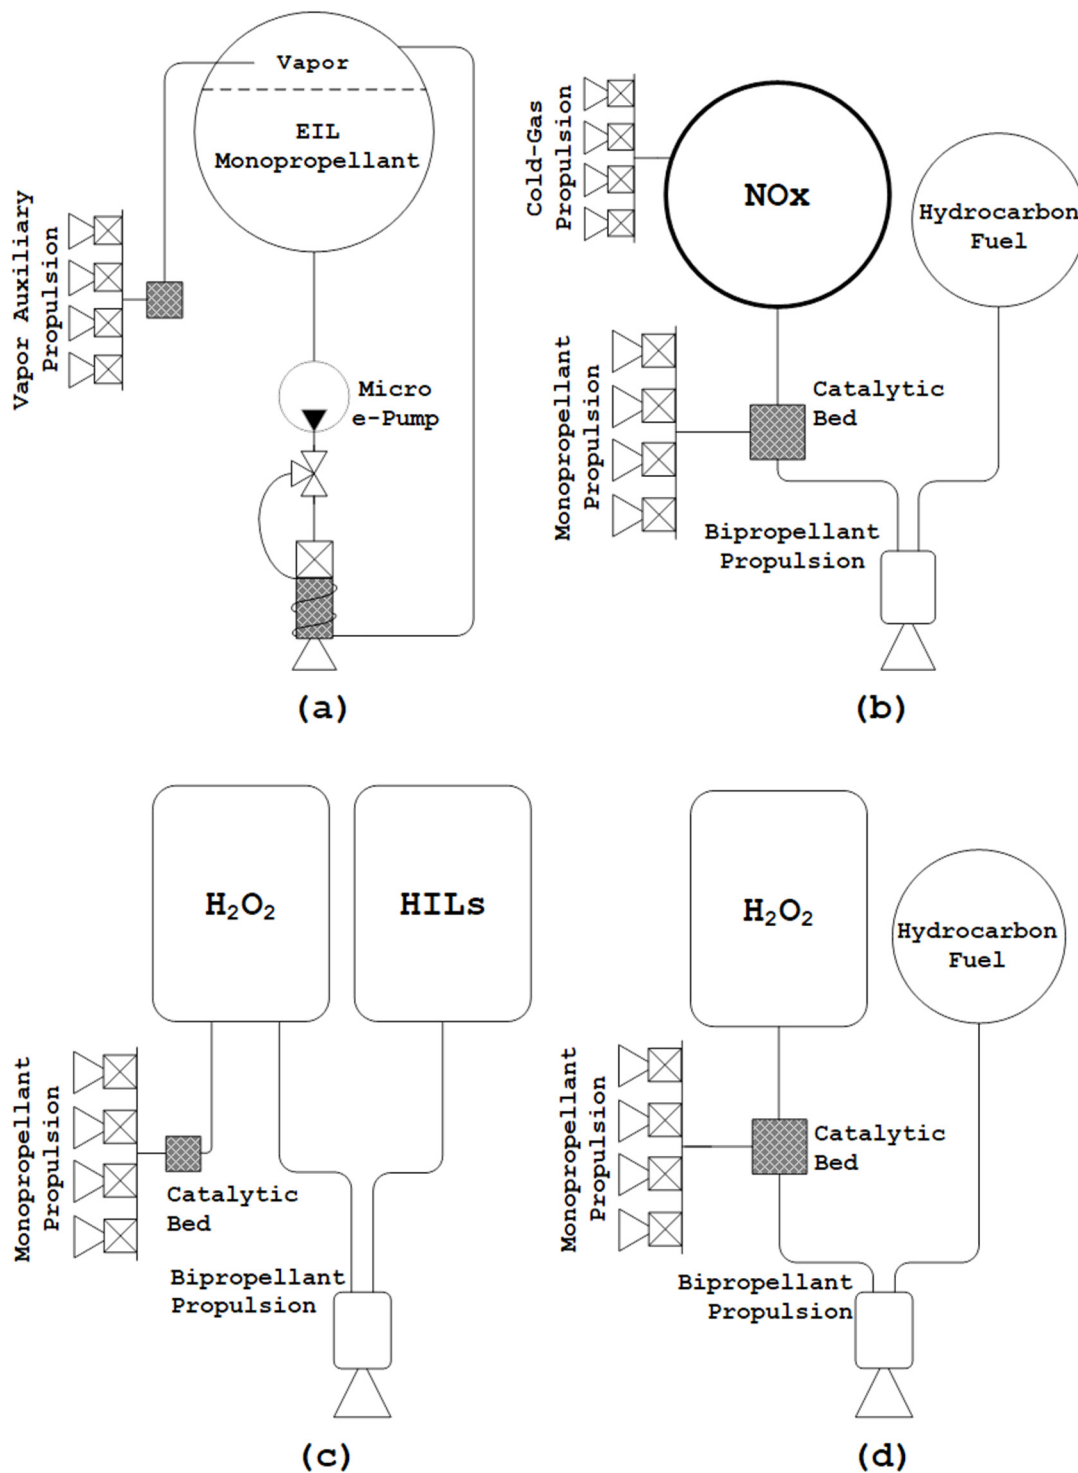 Vapor
EIL
Monopropellant
Vapor Auxiliary
Propulsion
Micro
e-Pump
(a)
Cold-Gas
Propulsion
NOx
Hydrocarbon
Fuel
Monopropellant
Propulsion
Catalytic
Bed
Bipropellant
Propulsion
(b)
H₂O₂
HILs
Monopropellant
Propulsion
Catalytic
Bed
Bipropellant
Propulsion
(c)
H₂O₂
Hydrocarbon
Fuel
Monopropellant
Propulsion
Catalytic
Bed
Bipropellant
Propulsion
(d)